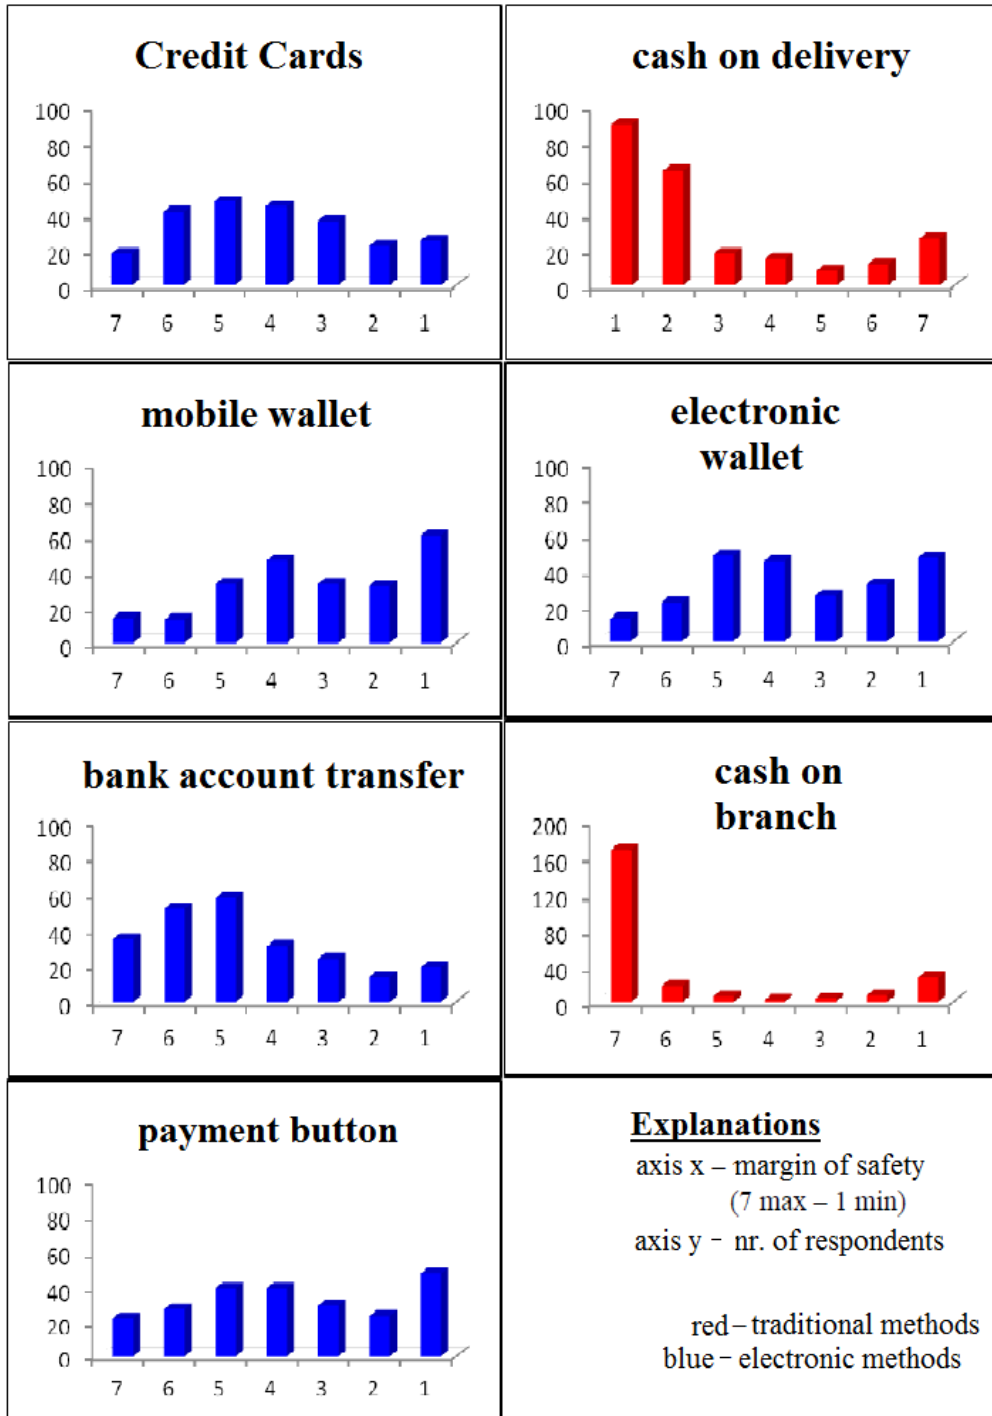 Credit Cards
100
80
60
40
20
0
7 6 5 4 3 2 1
cash on delivery
100
80
60
40
20
0
1 2 3 4 5 6 7
mobile wallet
100
80
60
40
20
0
7 6 5 4 3 2 1
electronic
wallet
100
80
60
40
20
0
7 6 5 4 3 2 1
bank account transfer
100
80
60
40
20
0
7 6 5 4 3 2 1
cash on
branch
200
160
120
80
40
0
7 6 5 4 3 2 1
payment button
100
80
60
40
20
0
7 6 5 4 3 2 1
Explanations
axis x – margin of safety
(7 max – 1 min)
axis y – nr. of respondents
red – traditional methods
blue – electronic methods